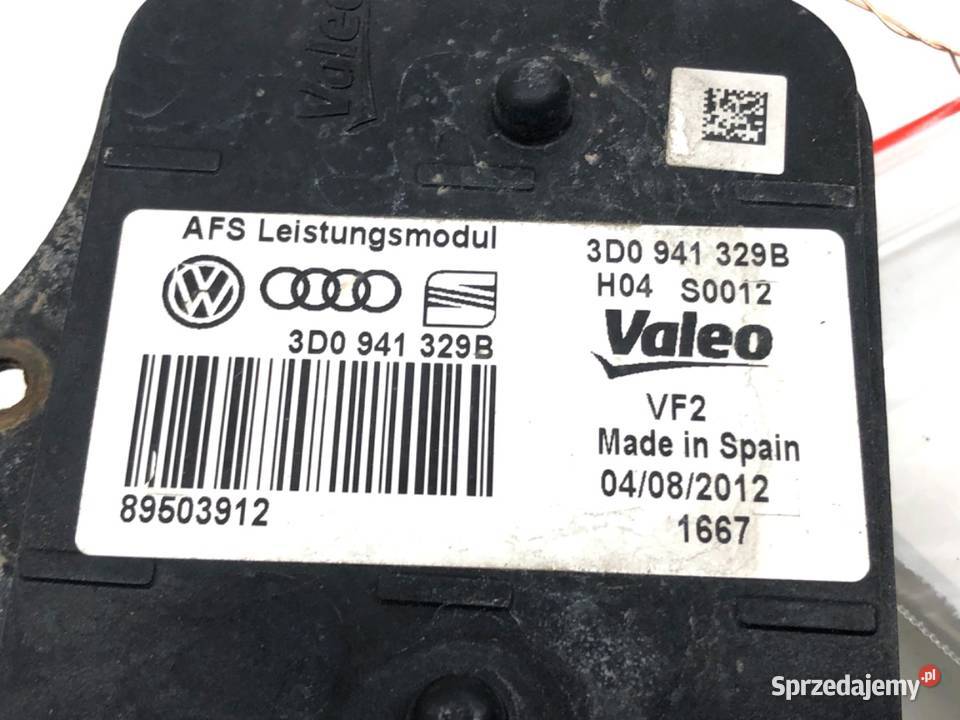 Valeo
AFS Leistungsmodul
3D0 941 329B
89503912
3D0 941 329B
H04 S0012
Valeo
VF2
Made in Spain
04/08/2012
1667
Sprzedajemy.pl